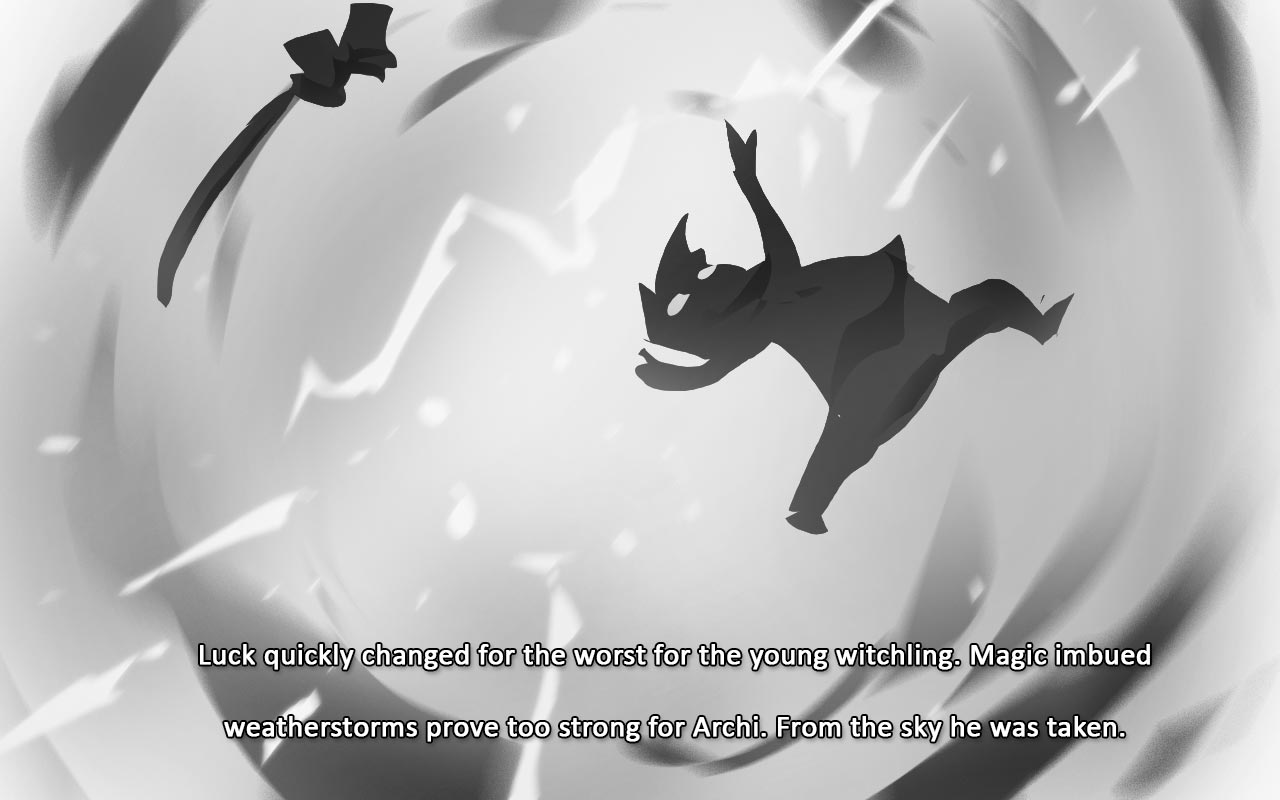 Luck quickly changed for the worst for the young witchling. Magic imbued
weatherstorms prove too strong for Archi. From the sky he was taken.